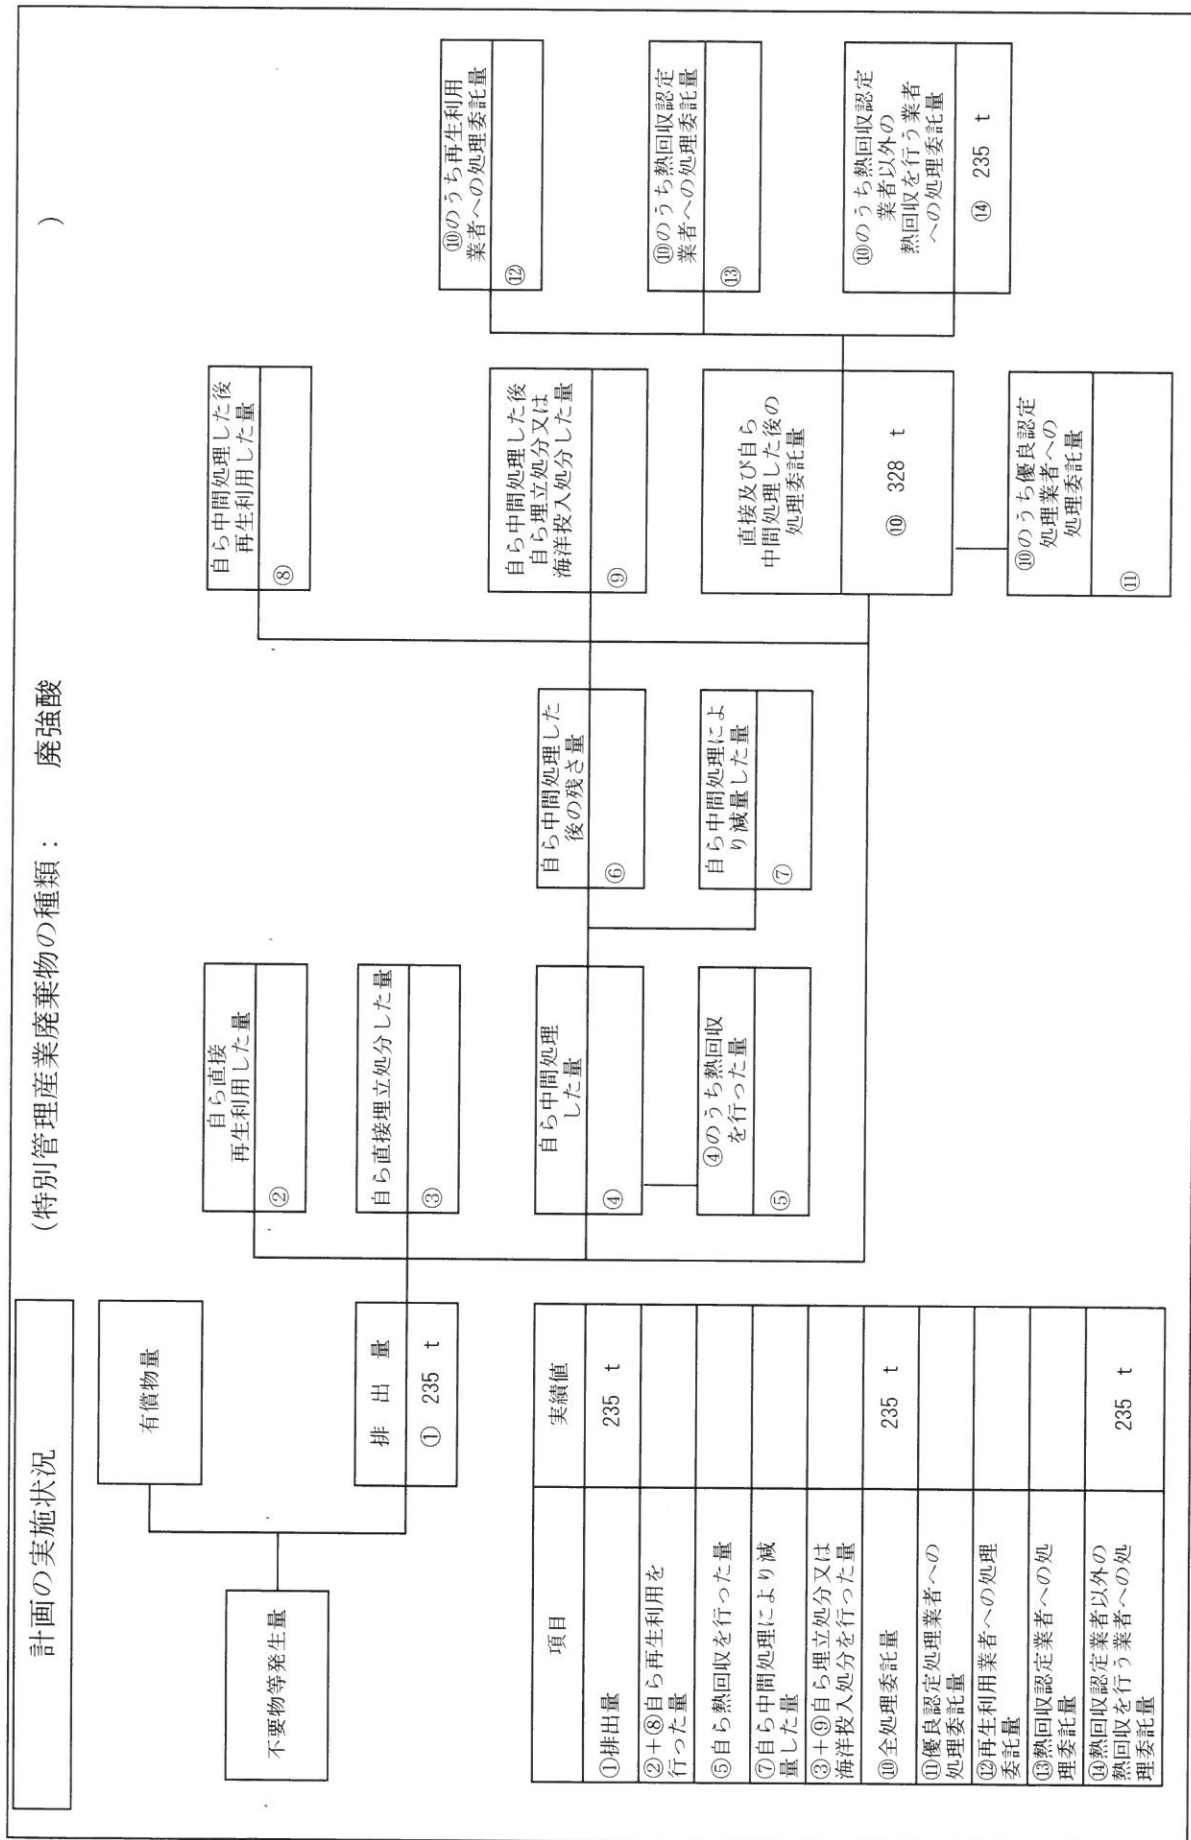 計画の実施状況
(特別管理産業廃棄物の種類： 廃強酸 )
不要物等発生量
有償物量
排 出 量
① 235 t
自ら直接
再生利用した量
②
自ら直接埋立処分した量
③
自ら中間処理
した量
④
④のうち熱回収
を行った量
⑤
自ら中間処理した
後の残さ量
⑥
自ら中間処理によ
り減量した量
⑦
自ら中間処理した後
再生利用した量
⑧
自ら中間処理した後
自ら埋立処分又は
海洋投入処分した量
⑨
直接及び自ら
中間処理した後の
処理委託量
⑩ 328 t
⑩のうち優良認定
処理業者への
処理委託量
⑪
⑩のうち再生利用
業者への処理委託量
⑫
⑩のうち熱回収認定
業者への処理委託量
⑬
⑩のうち熱回収認定
業者以外の
熱回収を行う業者
への処理委託量
⑭ 235 t
項目 実績値
①排出量 235 t
②＋⑧自ら再生利用を
行った量
⑤自ら熱回収を行った量
⑦自ら中間処理により減
量した量
③＋⑨自ら埋立処分又は
海洋投入処分を行った量
⑩全処理委託量 235 t
⑪優良認定処理業者への
処理委託量
⑫再生利用業者への処理
委託量
⑬熱回収認定業者への処
理委託量
⑭熱回収認定業者以外の
熱回収を行う業者への処
理委託量 235 t